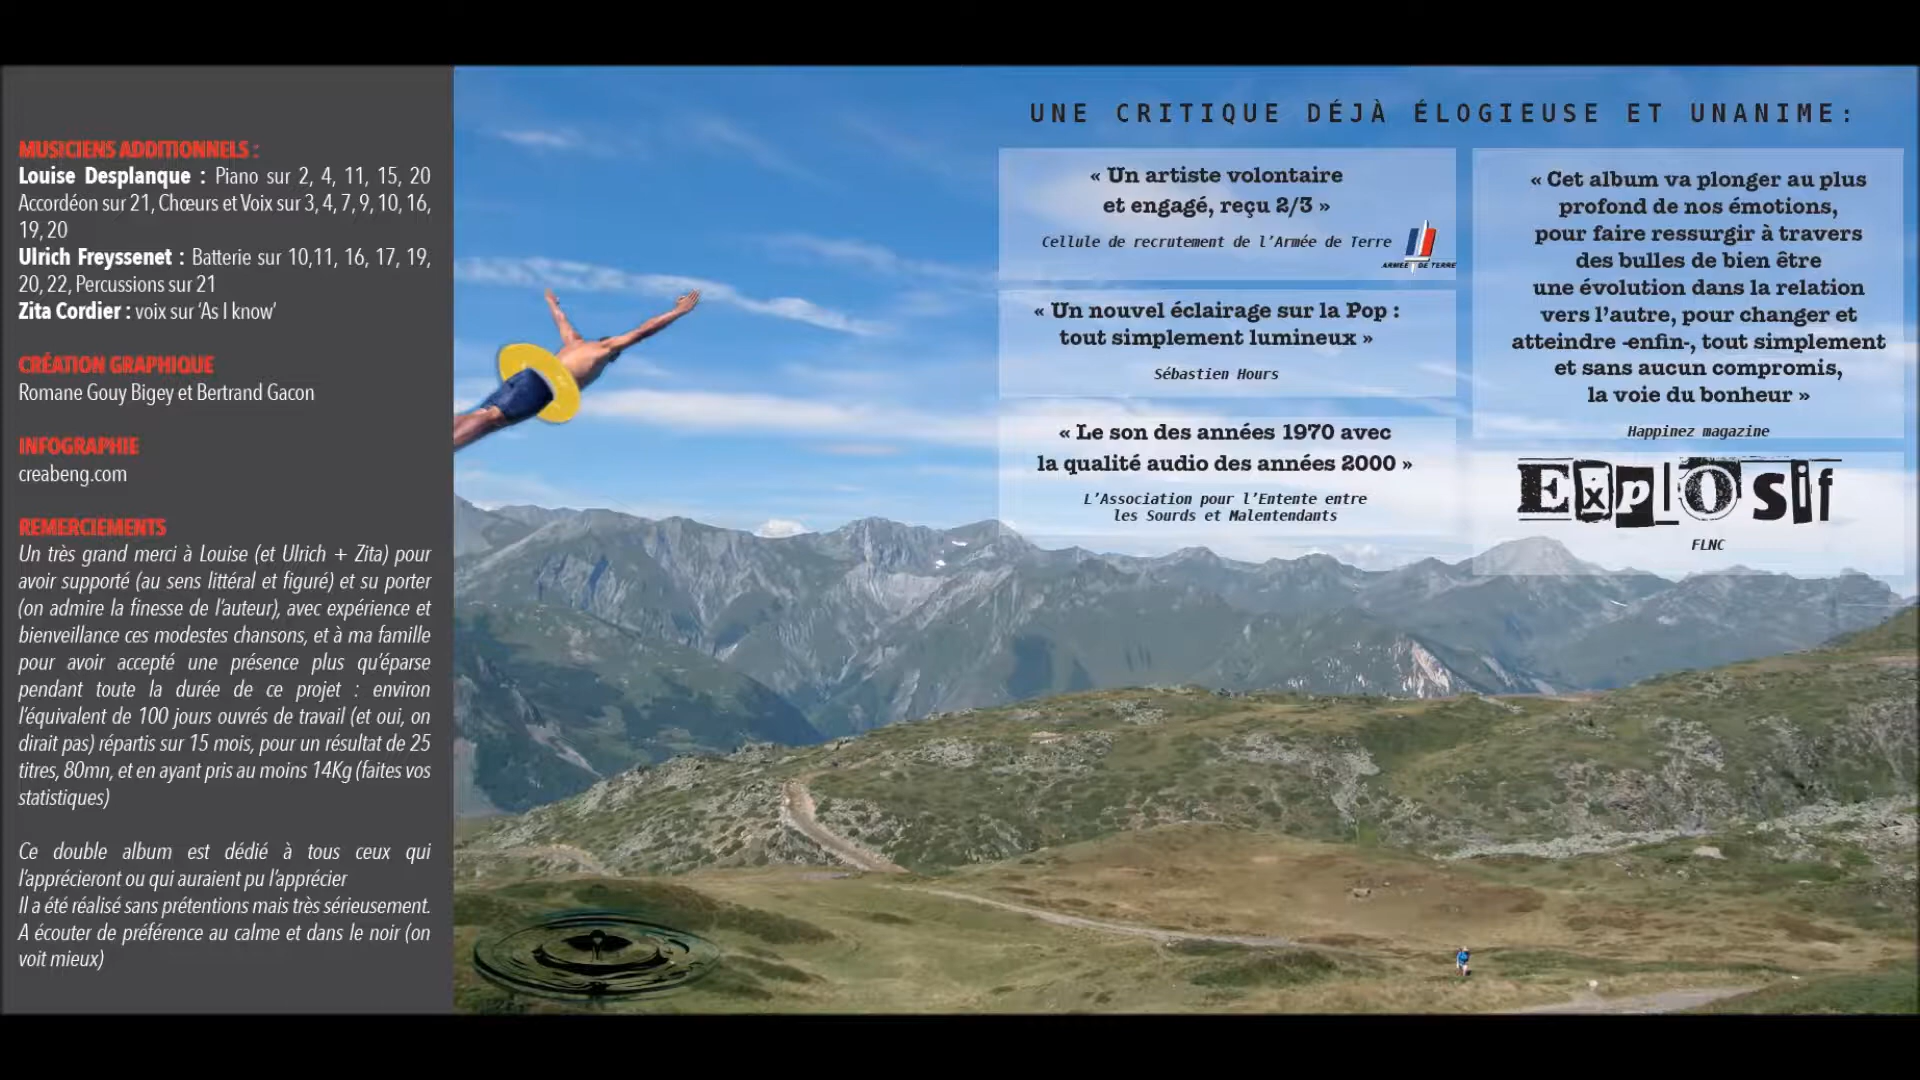 MUSICIENS ADDITIONNELS :
Louise Desplanque : Piano sur 2, 4, 11, 15, 20
Accordéon sur 21, Chœurs et Voix sur 3, 4, 7, 9, 10, 16,
19, 20
Ulrich Freyssenet : Batterie sur 10,11, 16, 17, 19,
20, 22, Percussions sur 21
Zita Cordier : voix sur ‘As I know’
CRÉATION GRAPHIQUE
Romane Gouy Bigey et Bertrand Gacon
INFOGRAPHIE
creabeng.com
REMERCIEMENTS
Un très grand merci à Louise (et Ulrich + Zita) pour
avoir supporté (au sens littéral et figuré) et su porter
(on admire la finesse de l’auteur), avec expérience et
bienveillance ces modestes chansons, et à ma famille
pour avoir accepté une présence plus qu’éparse
pendant toute la durée de ce projet : environ
l’équivalent de 100 jours ouvrés de travail (et oui, on
dirait pas) répartis sur 15 mois, pour un résultat de 25
titres, 80mn, et en ayant pris au moins 14Kg (faites vos
statistiques)
Ce double album est dédié à tous ceux qui
l’apprécieront ou qui auraient pu l’apprécier
Il a été réalisé sans prétentions mais très sérieusement.
A écouter de préférence au calme et dans le noir (on
voit mieux)
UNE CRITIQUE DÉJÀ ÉLOGIEUSE ET UNANIME:
« Un artiste volontaire
et engagé, reçu 2/3 »
Cellule de recrutement de l’Armée de Terre
ARMÉE DE TERRE
« Un nouvel éclairage sur la Pop :
tout simplement lumineux »
Sébastien Hours
« Le son des années 1970 avec
la qualité audio des années 2000 »
L’Association pour l’Entente entre
les Sourds et Malentendants
« Cet album va plonger au plus
profond de nos émotions,
pour faire ressurgir à travers
des bulles de bien être
une évolution dans la relation
vers l’autre, pour changer et
atteindre -enfin-, tout simplement
et sans aucun compromis,
la voie du bonheur »
Happinez magazine
ExplOsif
FLNC